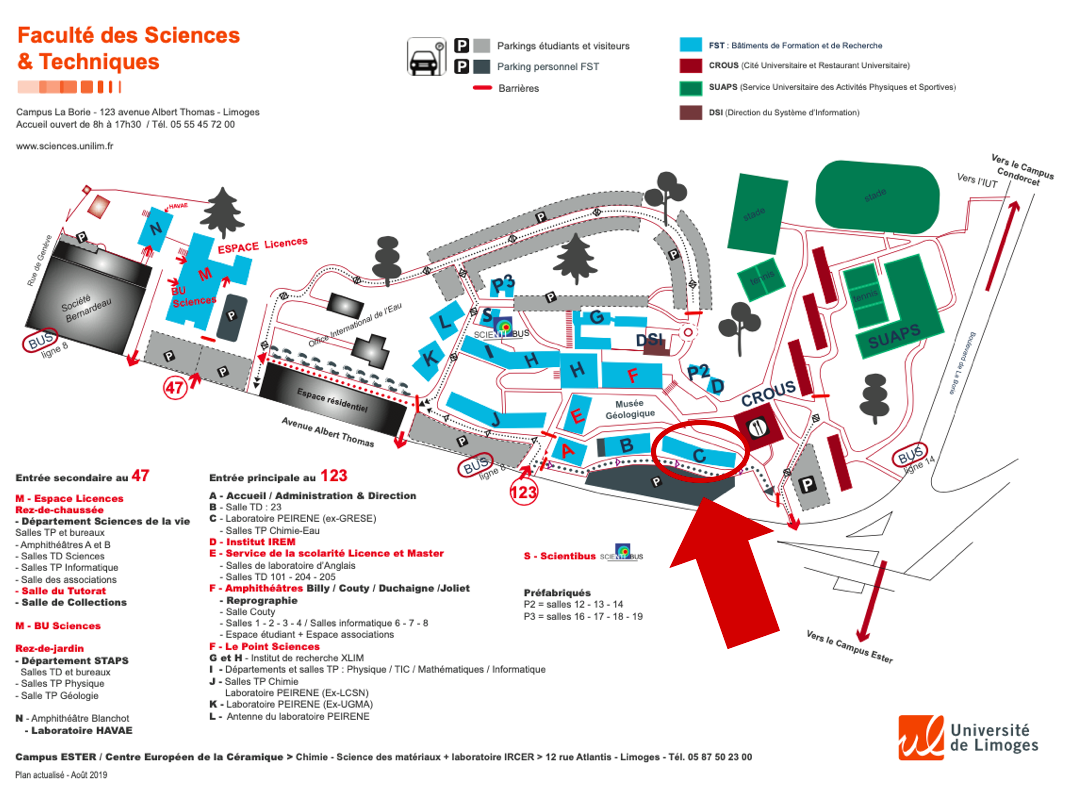 Faculté des Sciences
& Techniques
Campus La Borie - 123 avenue Albert Thomas - Limoges
Accueil ouvert de 8h à 17h30 / Tél. 05 55 45 72 00
www.sciences.unilim.fr
P Parkings étudiants et visiteurs
P Parking personnel FST
Barrières
FST : Bâtiments de Formation et de Recherche
CROUS (Cité Universitaire et Restaurant Universitaire)
SUAPS (Service Universitaire des Activités Physiques et Sportives)
DSI (Direction du Système d'Information)
Vers le Campus
Condorcet
Vers l'IUT
stade
stade
tennis
tennis
SUAPS
Boulevard de La Borie
HAVAE
N
ESPACE Licences
M
BU
Sciences
P
Rue de Genève
Société
Bernardeau
BUS
ligne 8
P
P
P
47
P
P
P
Office International de l'Eau
Espace résidentiel
Avenue Albert Thomas
P3
L
S
SCIENTIBUS
K
I
H
H
G
DSI
F
P2
D
CROUS
Musée
Géologique
J
E
A
B
C
P
P
P
BUS
ligne 8
123
BUS
ligne 14
Vers le Campus Ester
Entrée secondaire au 47
M - Espace Licences
Rez-de-chaussée
- Département Sciences de la vie
Salles TP et bureaux
- Amphithéâtres A et B
- Salles TD Sciences
- Salles TP Informatique
- Salle des associations
- Salle du Tutorat
- Salle de Collections
M - BU Sciences
Rez-de-jardin
- Département STAPS
Salles TD et bureaux
- Salles TP Physique
- Salle TP Géologie
N - Amphithéâtre Blanchot
- Laboratoire HAVAE
Entrée principale au 123
A - Accueil / Administration & Direction
B - Salle TD : 23
C - Laboratoire PEIRENE (ex-GRESE)
- Salles TP Chimie-Eau
D - Institut IREM
E - Service de la scolarité Licence et Master
- Salles de laboratoire d'Anglais
- Salles TD 101 - 204 - 205
F - Amphithéâtres Billy / Couty / Duchaigne /Joliet
- Reprographie
- Salle Couty
- Salles 1 - 2 - 3 - 4 / Salles informatique 6 - 7 - 8
- Espace étudiant + Espace associations
F - Le Point Sciences
G et H - Institut de recherche XLIM
I - Départements et salles TP : Physique / TIC / Mathématiques / Informatique
J - Salles TP Chimie
Laboratoire PEIRENE (Ex-LCSN)
K - Laboratoire PEIRENE (Ex-UGMA)
L - Antenne du laboratoire PEIRENE
S - Scientibus SCIENTIBUS
Préfabriqués
P2 = salles 12 - 13 - 14
P3 = salles 16 - 17 - 18 - 19
Campus ESTER / Centre Européen de la Céramique > Chimie - Science des matériaux + laboratoire IRCER > 12 rue Atlantis - Limoges - Tél. 05 87 50 23 00
Plan actualisé - Août 2019
ul Université
de Limoges